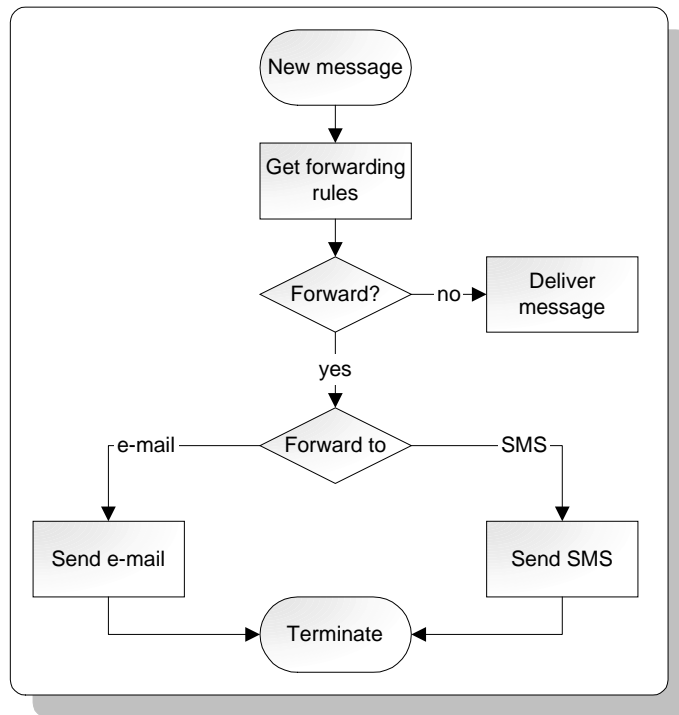 New message
Get forwarding
rules
Forward?
no
Deliver
message
yes
e-mail
Forward to
SMS
Send e-mail
Send SMS
Terminate